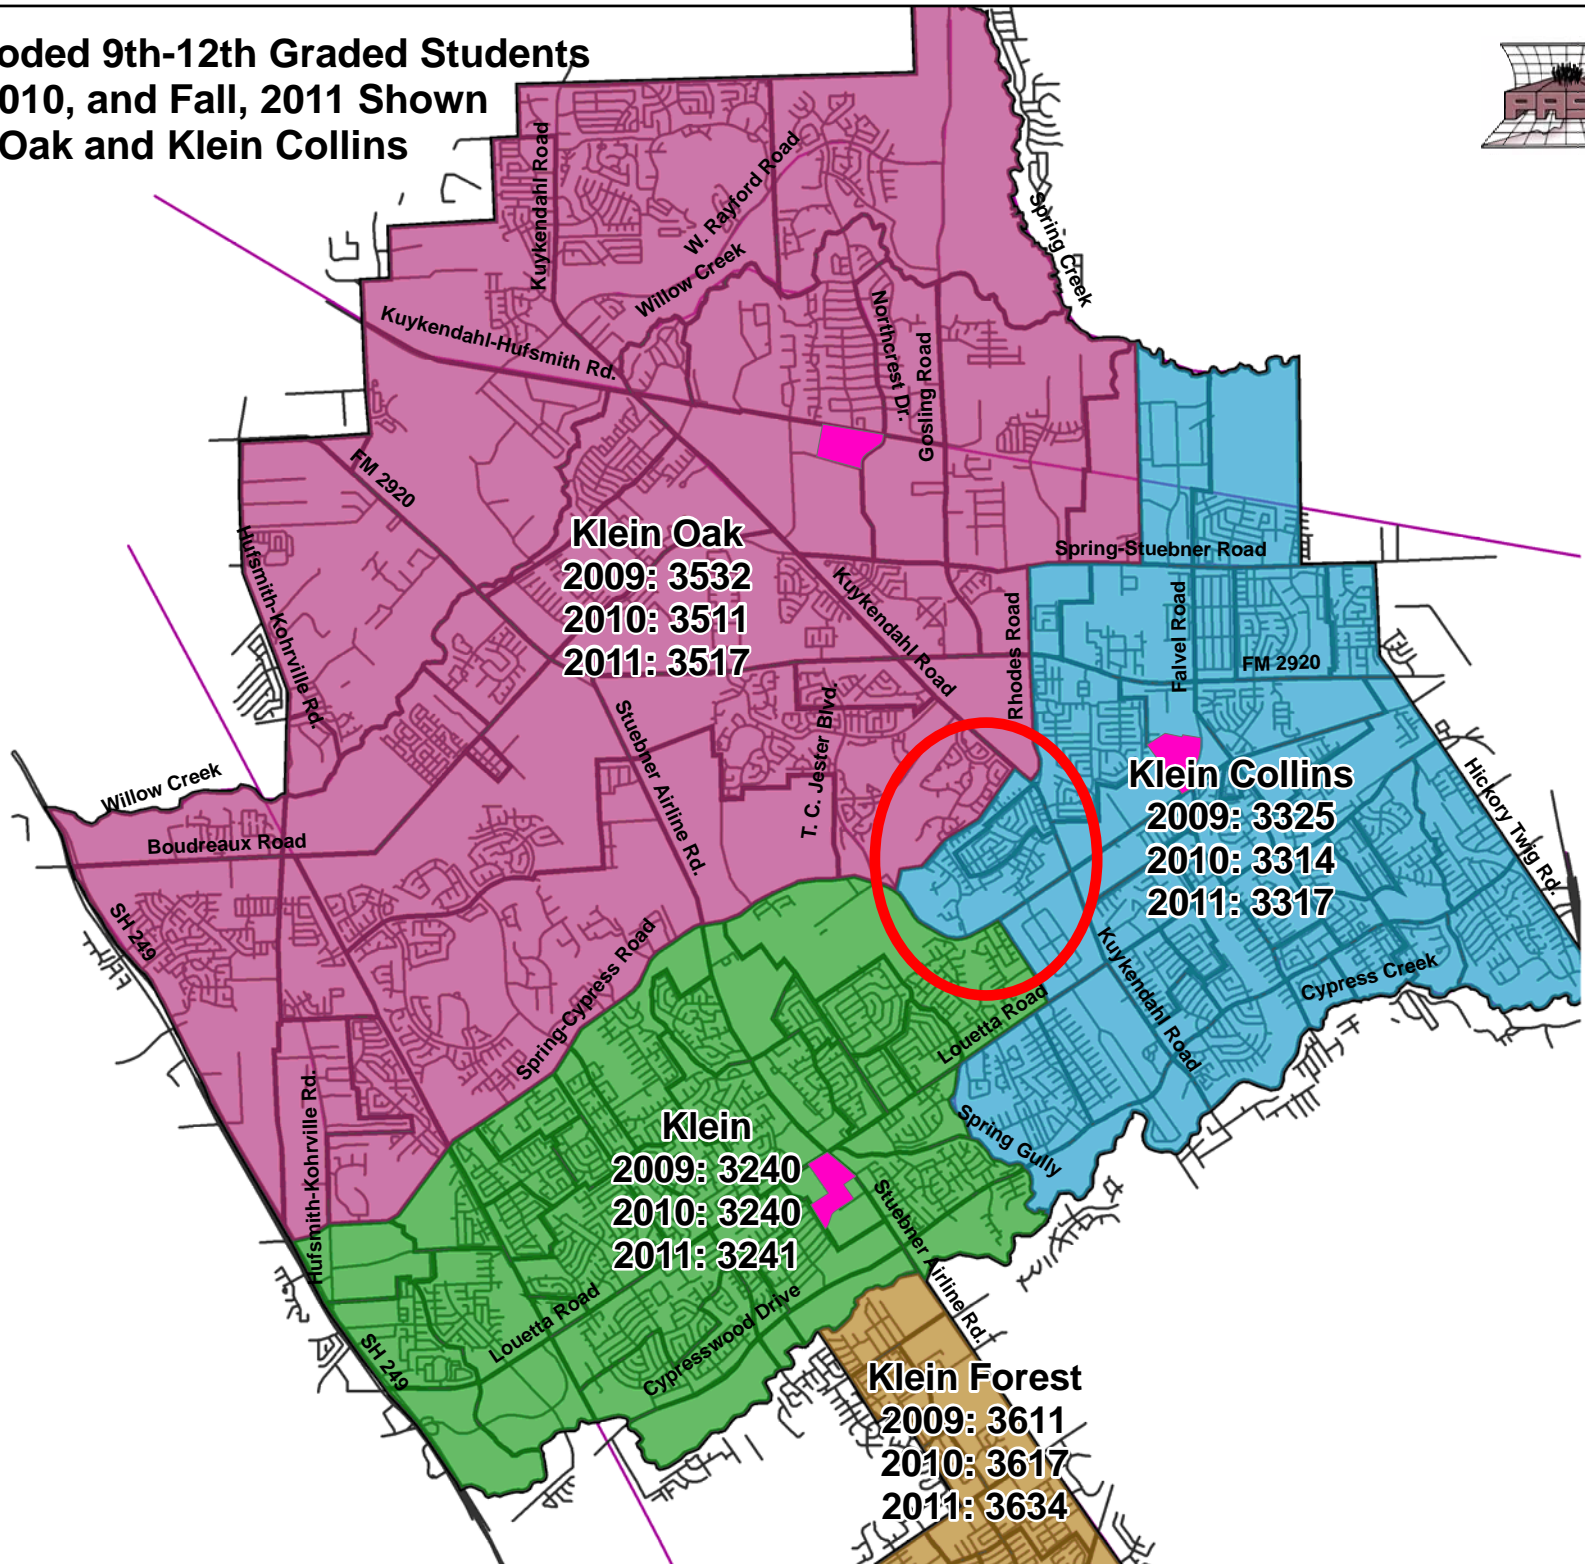 oded 9th-12th Graded Students
010, and Fall, 2011 Shown
Oak and Klein Collins
Kuykendahl Road
W. Rayford Road
Willow Creek
Spring Creek
Kuykendahl-Hufsmith Rd.
Northcrest Dr.
Gosling Road
FM 2920
Klein Oak
2009: 3532
2010: 3511
2011: 3517
Spring-Stuebner Road
Hufsmith-Kohrville Rd.
Kuykendahl Road
Rhodes Road
Falvel Road
FM 2920
Stuebner Airline Rd.
T. C. Jester Blvd.
Klein Collins
2009: 3325
2010: 3314
2011: 3317
Hickory Twig Rd.
Willow Creek
Boudreaux Road
SH 249
Spring-Cypress Road
Kuykendahl Road
Cypress Creek
Louetta Road
Hufsmith-Kohrville Rd.
Klein
2009: 3240
2010: 3240
2011: 3241
Spring Gully
Stuebner Airline Rd.
Louetta Road
Cypresswood Drive
SH 249
Klein Forest
2009: 3611
2010: 3617
2011: 3634